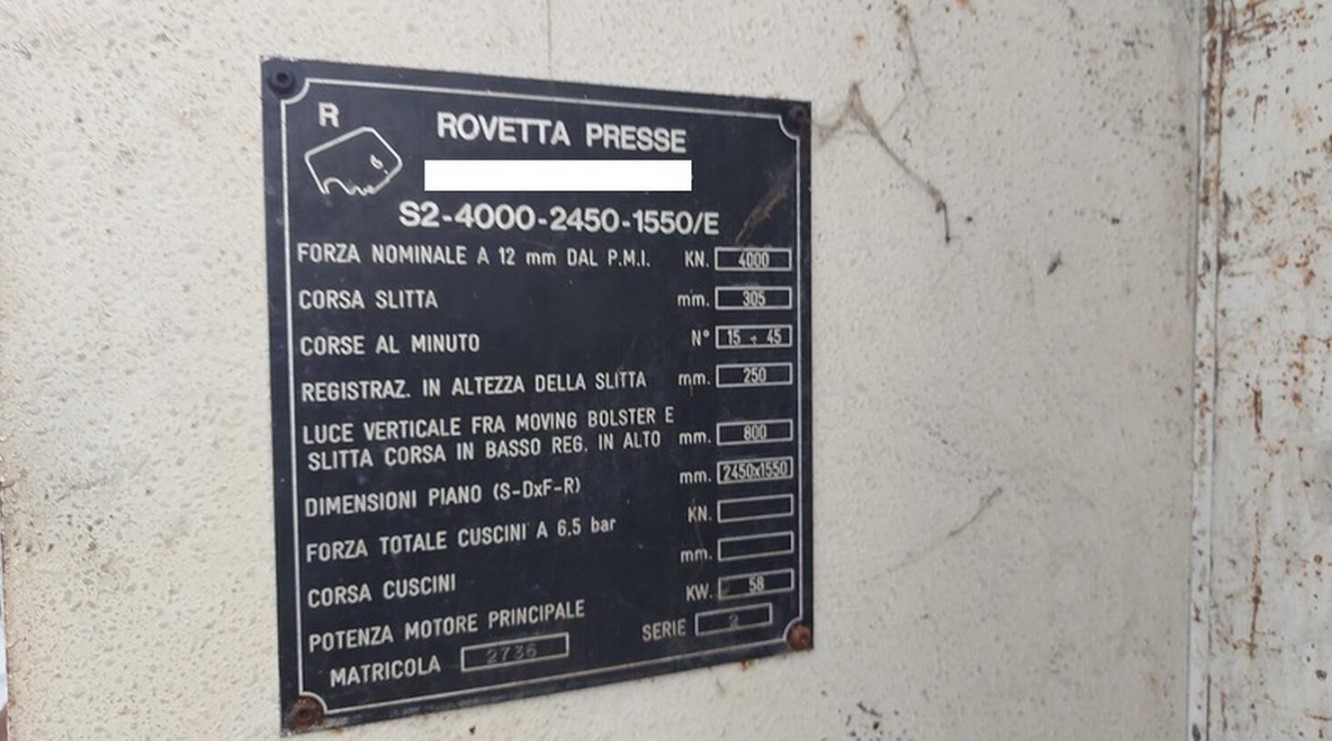 R
ROVETTA PRESSE
S2-4000-2450-1550/E
FORZA NOMINALE A 12 mm DAL P.M.I. KN. 4000
CORSA SLITTA mm. 305
CORSE AL MINUTO N° 15 ÷ 45
REGISTRAZ. IN ALTEZZA DELLA SLITTA mm. 250
LUCE VERTICALE FRA MOVING BOLSTER E
SLITTA CORSA IN BASSO REG. IN ALTO mm. 800
DIMENSIONI PIANO (S-DxF-R) mm. 2450x1550
FORZA TOTALE CUSCINI A 6.5 bar KN.
CORSA CUSCINI mm.
POTENZA MOTORE PRINCIPALE KW. 58
MATRICOLA 2736 SERIE 2